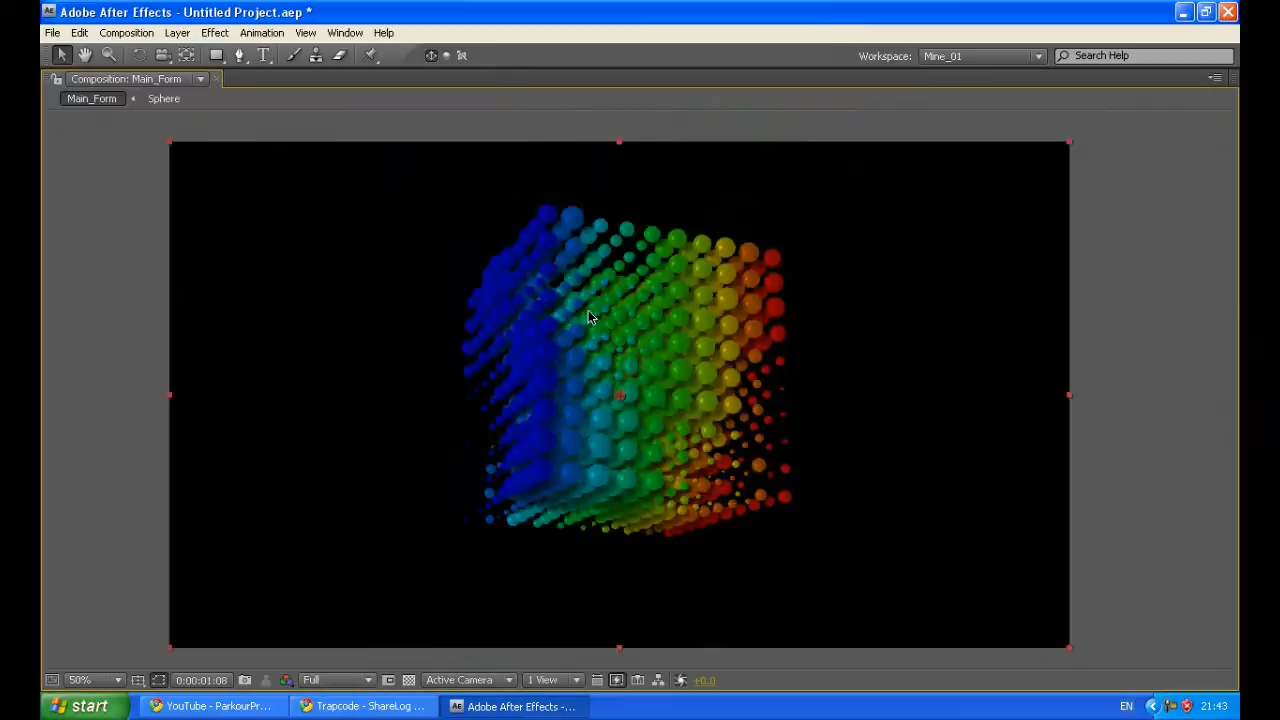 Adobe After Effects - Untitled Project.aep *
File Edit Composition Layer Effect Animation View Window Help
Workspace: Mine_01 Search Help
Composition: Main_Form
Main_Form Sphere
50% 0:00:01:08 Full Active Camera 1 View +0.0
start YouTube - ParkourPr... Trapcode - ShareLog ... Adobe After Effects -... EN 21:43